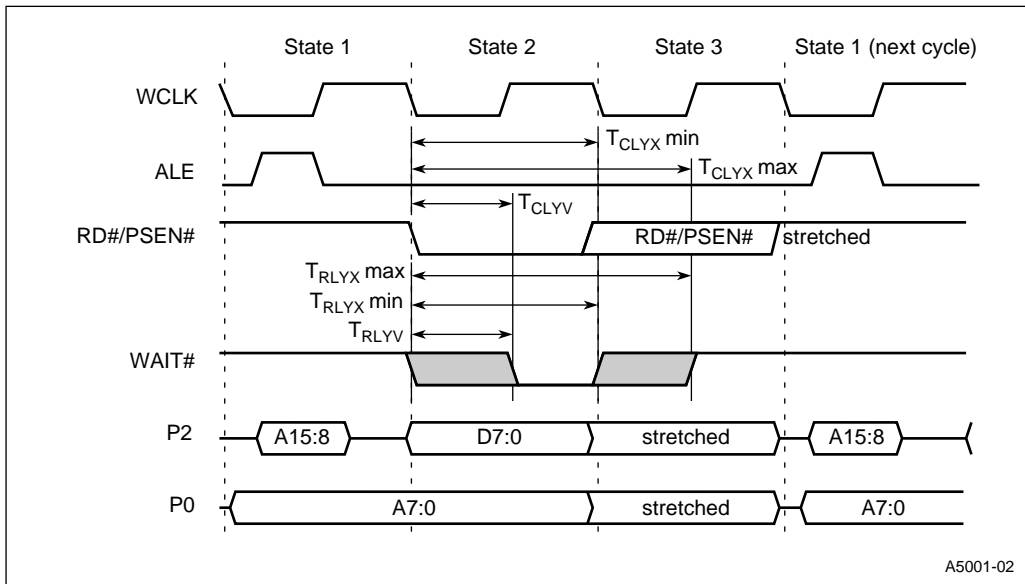 State 1 State 2 State 3 State 1 (next cycle)
WCLK
T_CLYX min
ALE
T_CLYX max
T_CLYV
RD#/PSEN# RD#/PSEN# stretched
T_RLYX max
T_RLYX min
T_RLYV
WAIT#
P2 A15:8 D7:0 stretched A15:8
P0 A7:0 stretched A7:0
A5001-02